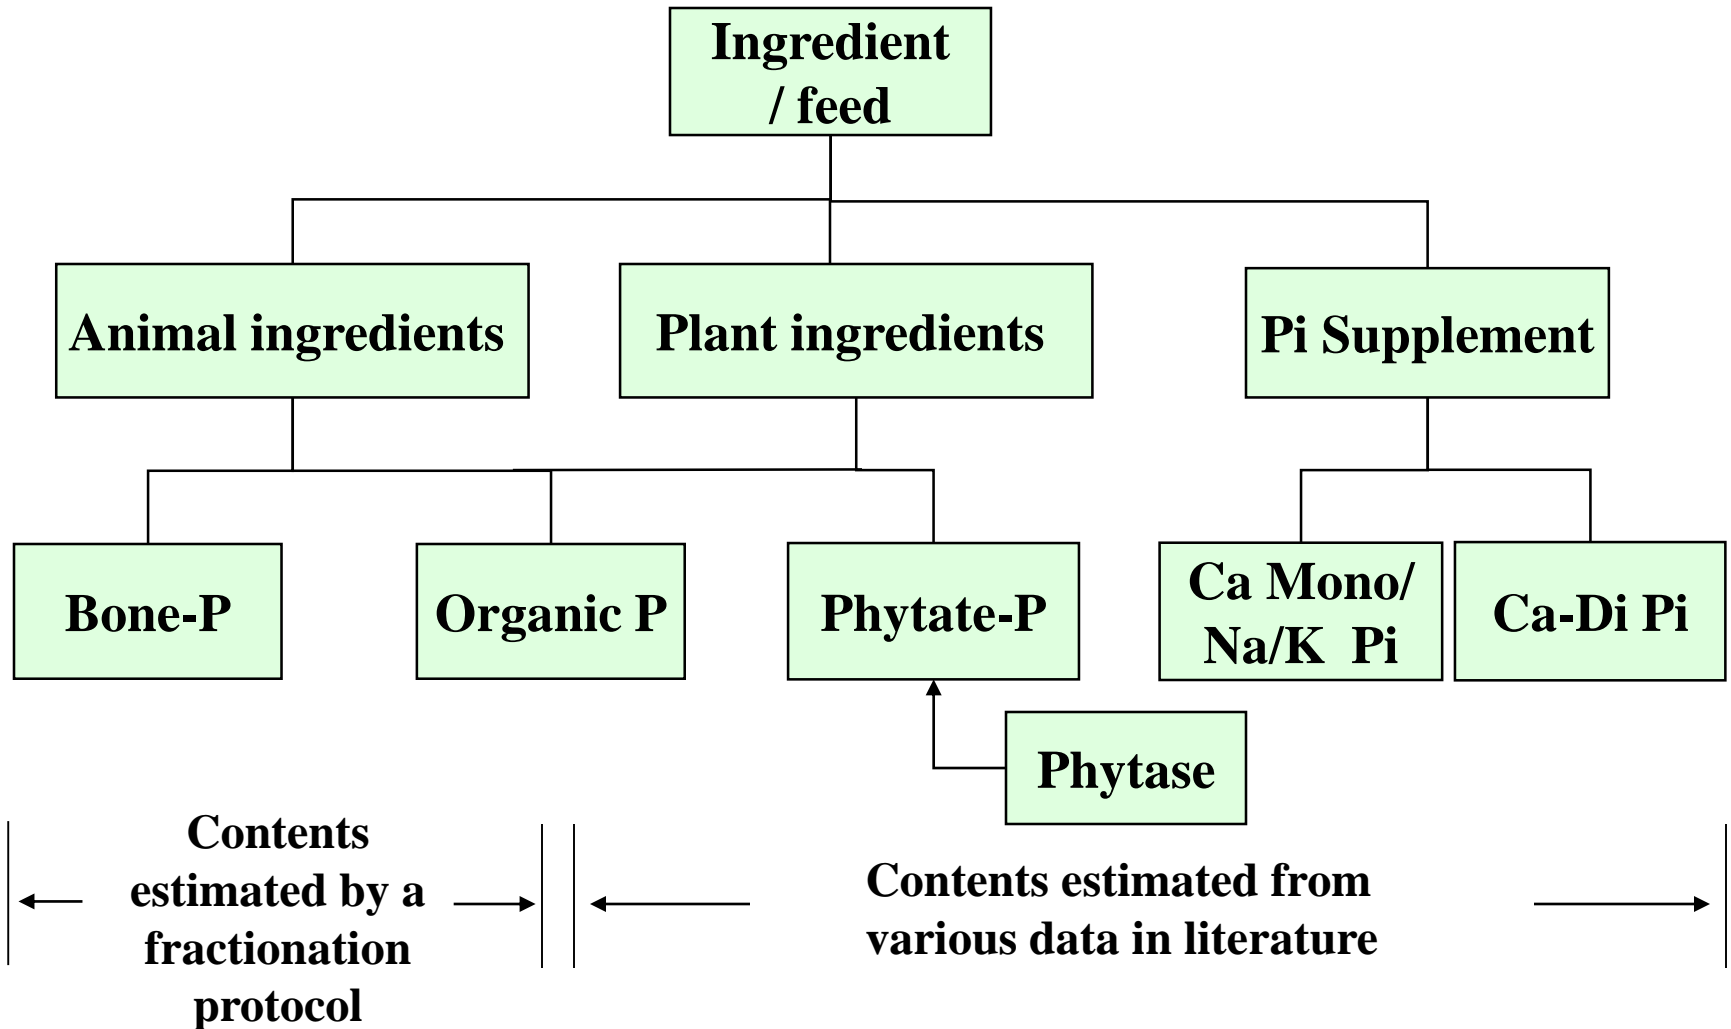 Ingredient
/ feed
Animal ingredients
Plant ingredients
Pi Supplement
Bone-P
Organic P
Phytate-P
Ca Mono/
Na/K Pi
Ca-Di Pi
Phytase
Contents
estimated by a
fractionation
protocol
Contents estimated from
various data in literature